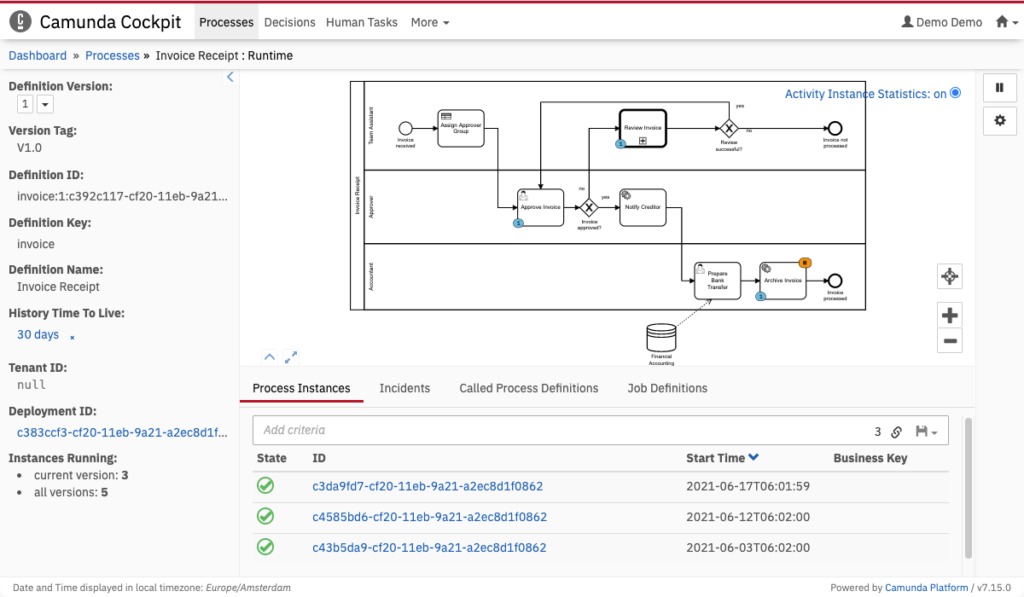 Camunda Cockpit
Processes Decisions Human Tasks More
Demo Demo
Dashboard » Processes » Invoice Receipt : Runtime
Definition Version:
1
Version Tag:
V1.0
Definition ID:
invoice:1:c392c117-cf20-11eb-9a21...
Definition Key:
invoice
Definition Name:
Invoice Receipt
History Time To Live:
30 days
Tenant ID:
null
Deployment ID:
c383ccf3-cf20-11eb-9a21-a2ec8d1f...
Instances Running:
• current version: 3
• all versions: 5
Activity Instance Statistics: on
Invoice Receipt
Team Assistant
Invoice
received
Assign Approver
Group
Review Invoice
1
yes
no
Review
successful?
Invoice not
processed
Approver
Approve Invoice
1
no
yes
Invoice
approved?
Notify Creditor
Accountant
Prepare
Bank
Transfer
Archive Invoice
1
Invoice
processed
Financial
Accounting
Process Instances Incidents Called Process Definitions Job Definitions
Add criteria
3
State ID Start Time Business Key
c3da9fd7-cf20-11eb-9a21-a2ec8d1f0862 2021-06-17T06:01:59
c4585bd6-cf20-11eb-9a21-a2ec8d1f0862 2021-06-12T06:02:00
c43b5da9-cf20-11eb-9a21-a2ec8d1f0862 2021-06-03T06:02:00
Date and Time displayed in local timezone: Europe/Amsterdam
Powered by Camunda Platform / v7.15.0